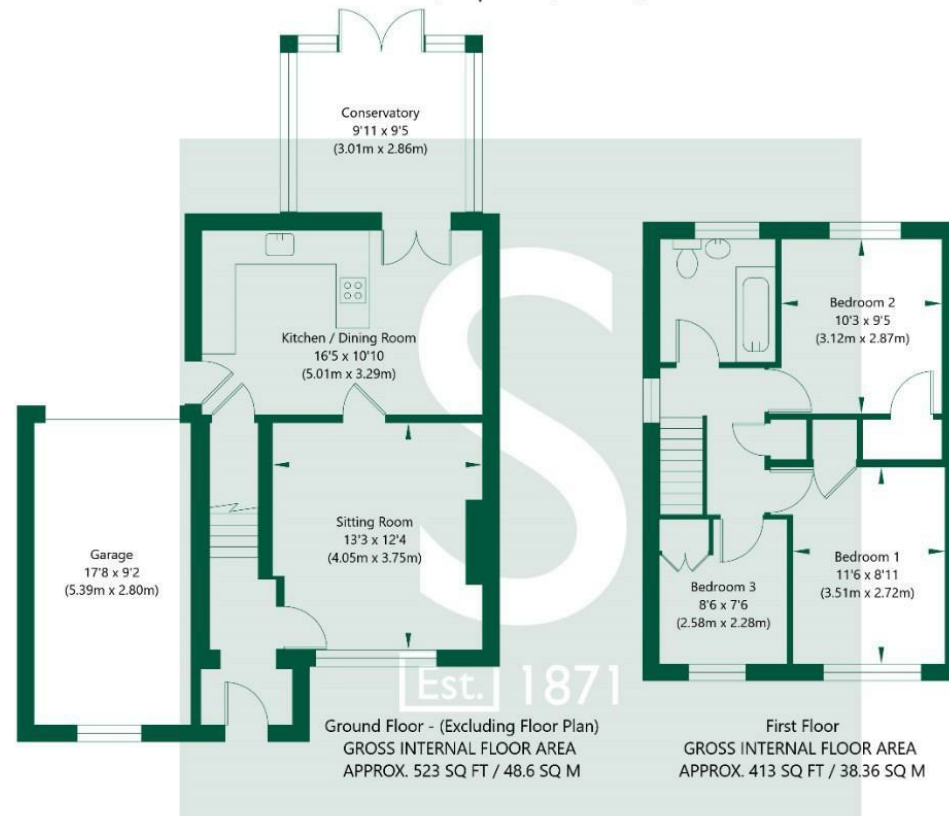 Conservatory
9'11 x 9'5
(3.01m x 2.86m)
Kitchen / Dining Room
16'5 x 10'10
(5.01m x 3.29m)
Sitting Room
13'3 x 12'4
(4.05m x 3.75m)
Garage
17'8 x 9'2
(5.39m x 2.80m)
Bedroom 2
10'3 x 9'5
(3.12m x 2.87m)
Bedroom 1
11'6 x 8'11
(3.51m x 2.72m)
Bedroom 3
8'6 x 7'6
(2.58m x 2.28m)
S
Est. 1871
Ground Floor - (Excluding Floor Plan)
GROSS INTERNAL FLOOR AREA
APPROX. 523 SQ FT / 48.6 SQ M
First Floor
GROSS INTERNAL FLOOR AREA
APPROX. 413 SQ FT / 38.36 SQ M